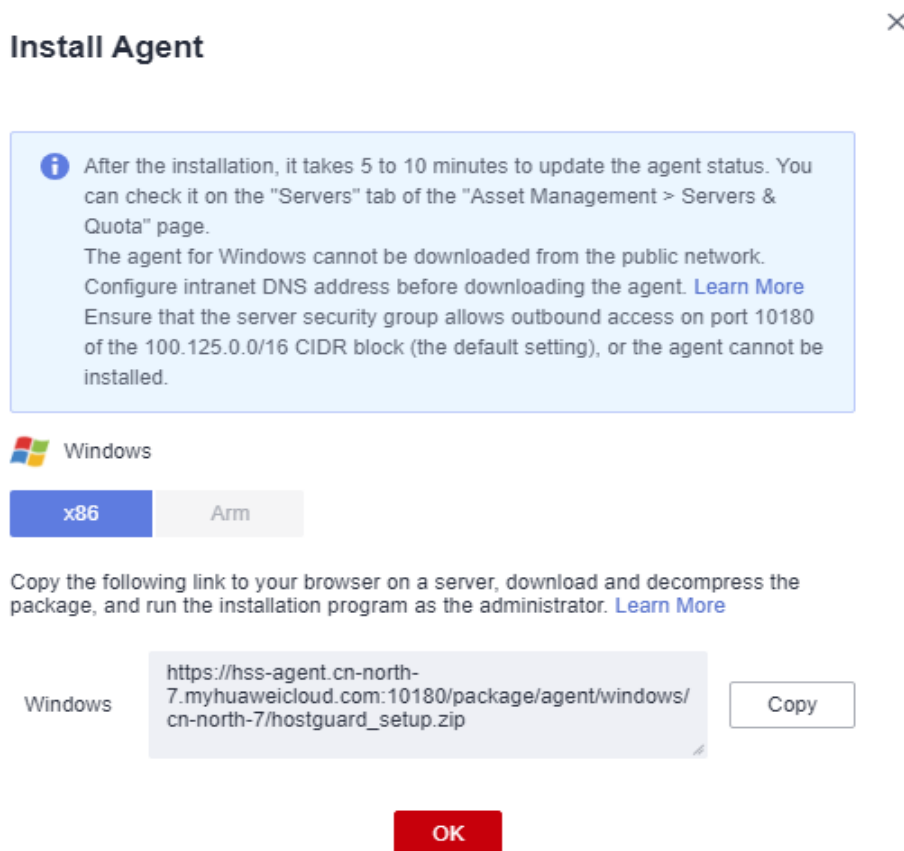 Install Agent
After the installation, it takes 5 to 10 minutes to update the agent status. You
can check it on the "Servers" tab of the "Asset Management > Servers &
Quota" page.
The agent for Windows cannot be downloaded from the public network.
Configure intranet DNS address before downloading the agent. Learn More
Ensure that the server security group allows outbound access on port 10180
of the 100.125.0.0/16 CIDR block (the default setting), or the agent cannot be
installed.
Windows
x86 Arm
Copy the following link to your browser on a server, download and decompress the
package, and run the installation program as the administrator. Learn More
Windows
https://hss-agent.cn-north-
7.myhuaweicloud.com:10180/package/agent/windows/
cn-north-7/hostguard_setup.zip
Copy
OK